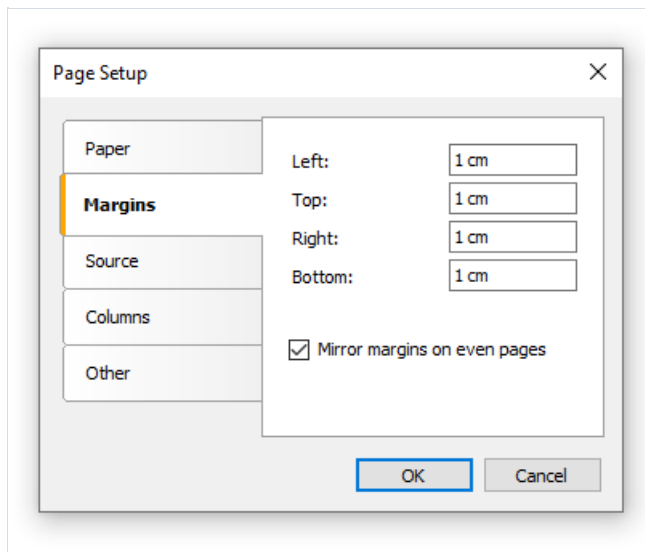 Page Setup
Paper
Margins
Source
Columns
Other
Left: 1 cm
Top: 1 cm
Right: 1 cm
Bottom: 1 cm
Mirror margins on even pages
OK Cancel